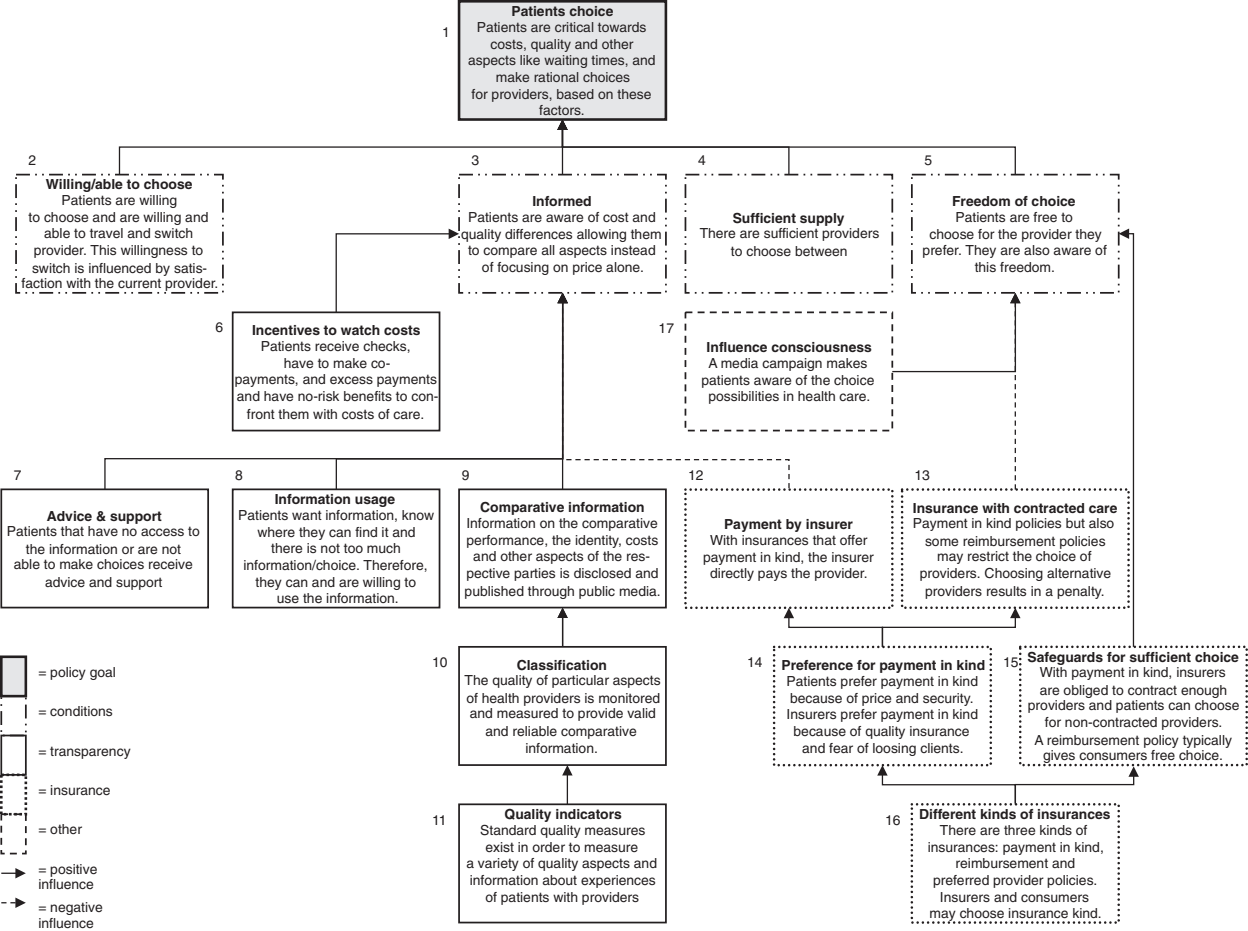 1
Patients choice
Patients are critical towards
costs, quality and other
aspects like waiting times, and
make rational choices
for providers, based on these
factors.
2
Willing/able to choose
Patients are willing
to choose and are willing and
able to travel and switch
provider. This willingness to
switch is influenced by satis-
faction with the current provider.
3
Informed
Patients are aware of cost and
quality differences allowing them
to compare all aspects instead
of focusing on price alone.
4
Sufficient supply
There are sufficient providers
to choose between
5
Freedom of choice
Patients are free to
choose for the provider they
prefer. They are also aware of
this freedom.
6
Incentives to watch costs
Patients receive checks,
have to make co-
payments, and excess payments
and have no-risk benefits to con-
front them with costs of care.
17
Influence consciousness
A media campaign makes
patients aware of the choice
possibilities in health care.
7
Advice & support
Patients that have no access to
the information or are not
able to make choices receive
advice and support
8
Information usage
Patients want information, know
where they can find it and
there is not too much
information/choice. Therefore,
they can and are willing to
use the information.
9
Comparative information
Information on the comparative
performance, the identity, costs
and other aspects of the res-
pective parties is disclosed and
published through public media.
12
Payment by insurer
With insurances that offer
payment in kind, the insurer
directly pays the provider.
13
Insurance with contracted care
Payment in kind policies but also
some reimbursement policies
may restrict the choice of
providers. Choosing alternative
providers results in a penalty.
10
Classification
The quality of particular aspects
of health providers is monitored
and measured to provide valid
and reliable comparative
information.
14
Preference for payment in kind
Patients prefer payment in kind
because of price and security.
Insurers prefer payment in kind
because of quality insurance
and fear of loosing clients.
15
Safeguards for sufficient choice
With payment in kind, insurers
are obliged to contract enough
providers and patients can choose
for non-contracted providers.
A reimbursement policy typically
gives consumers free choice.
11
Quality indicators
Standard quality measures
exist in order to measure
a variety of quality aspects and
information about experiences
of patients with providers
16
Different kinds of insurances
There are three kinds of
insurances: payment in kind,
reimbursement and
preferred provider policies.
Insurers and consumers
may choose insurance kind.
= policy goal
= conditions
= transparency
= insurance
= other
= positive
influence
= negative
influence